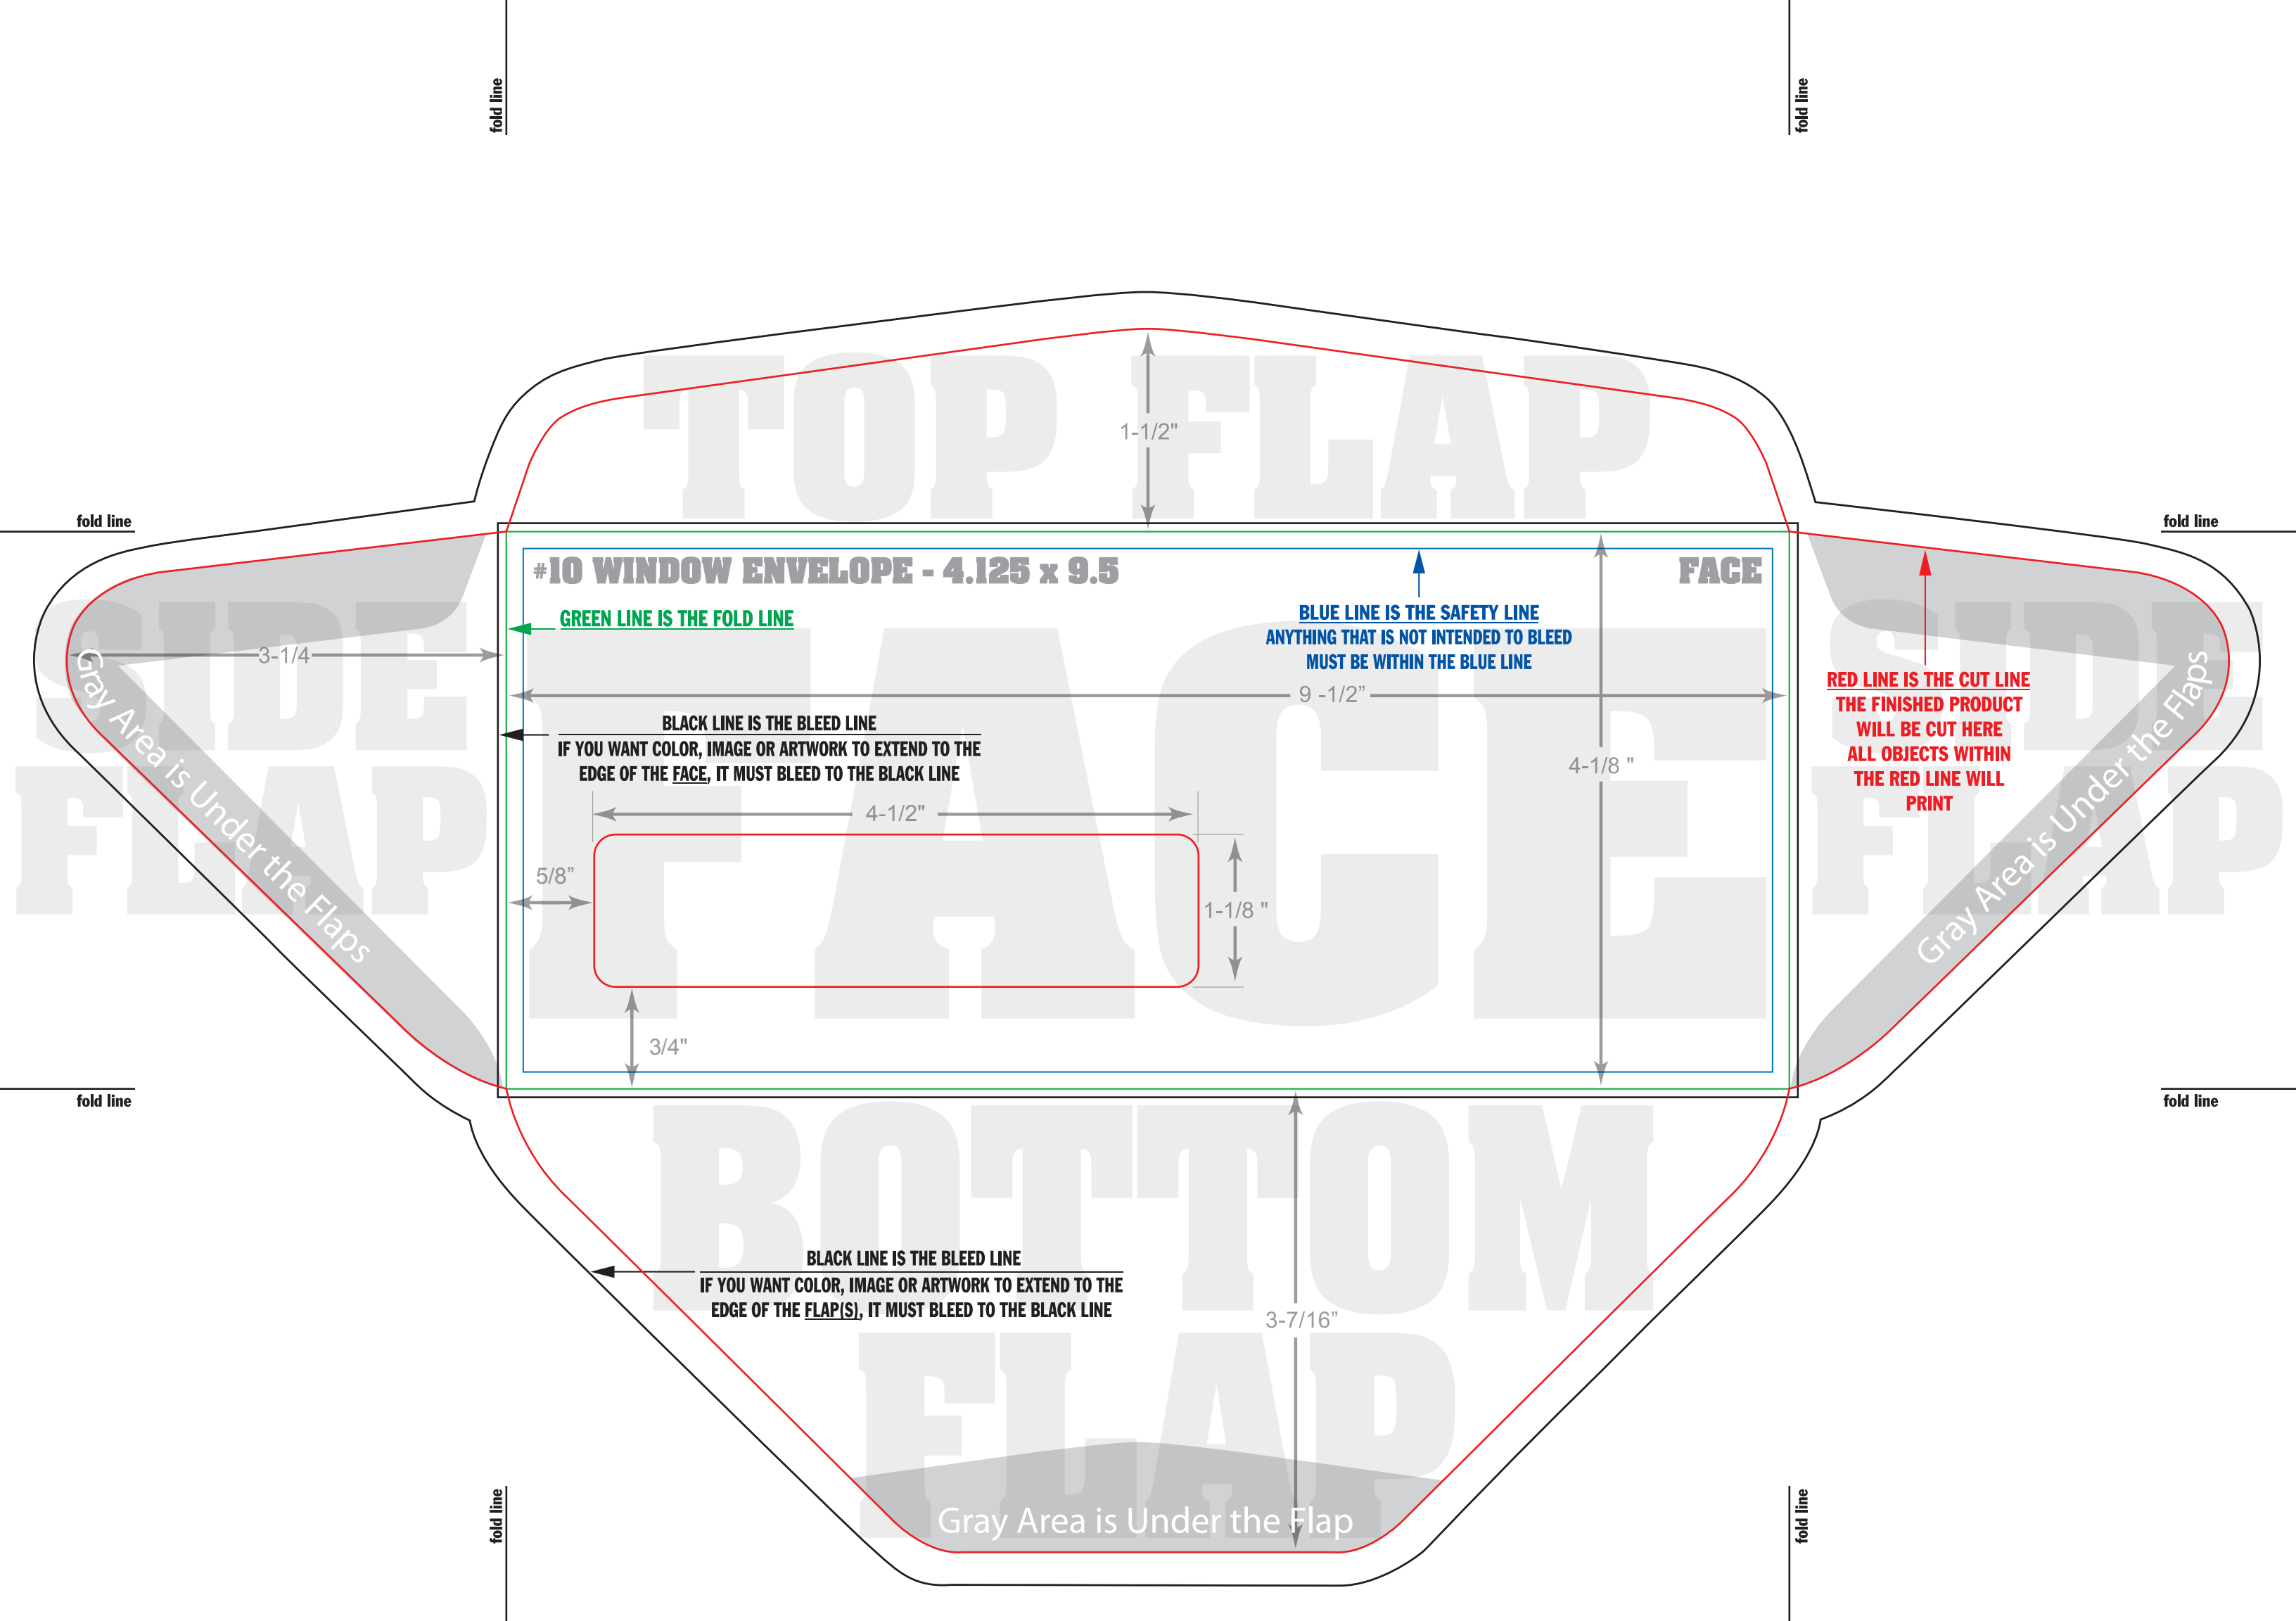 fold line
fold line
TOP FLAP
1-1/2"
fold line
fold line
#10 WINDOW ENVELOPE - 4.125 x 9.5
FACE
GREEN LINE IS THE FOLD LINE
BLUE LINE IS THE SAFETY LINE
ANYTHING THAT IS NOT INTENDED TO BLEED
MUST BE WITHIN THE BLUE LINE
SIDE
FLAP
3-1/4
Gray Area is Under the Flaps
FACE
9 -1/2”
BLACK LINE IS THE BLEED LINE
IF YOU WANT COLOR, IMAGE OR ARTWORK TO EXTEND TO THE
EDGE OF THE FACE, IT MUST BLEED TO THE BLACK LINE
4-1/8 "
4-1/2"
5/8”
1-1/8 "
3/4"
SIDE
FLAP
RED LINE IS THE CUT LINE
THE FINISHED PRODUCT
WILL BE CUT HERE
ALL OBJECTS WITHIN
THE RED LINE WILL
PRINT
Gray Area is Under the Flaps
fold line
fold line
BOTTOM
FLAP
BLACK LINE IS THE BLEED LINE
IF YOU WANT COLOR, IMAGE OR ARTWORK TO EXTEND TO THE
EDGE OF THE FLAP(S), IT MUST BLEED TO THE BLACK LINE
3-7/16”
Gray Area is Under the Flap
fold line
fold line